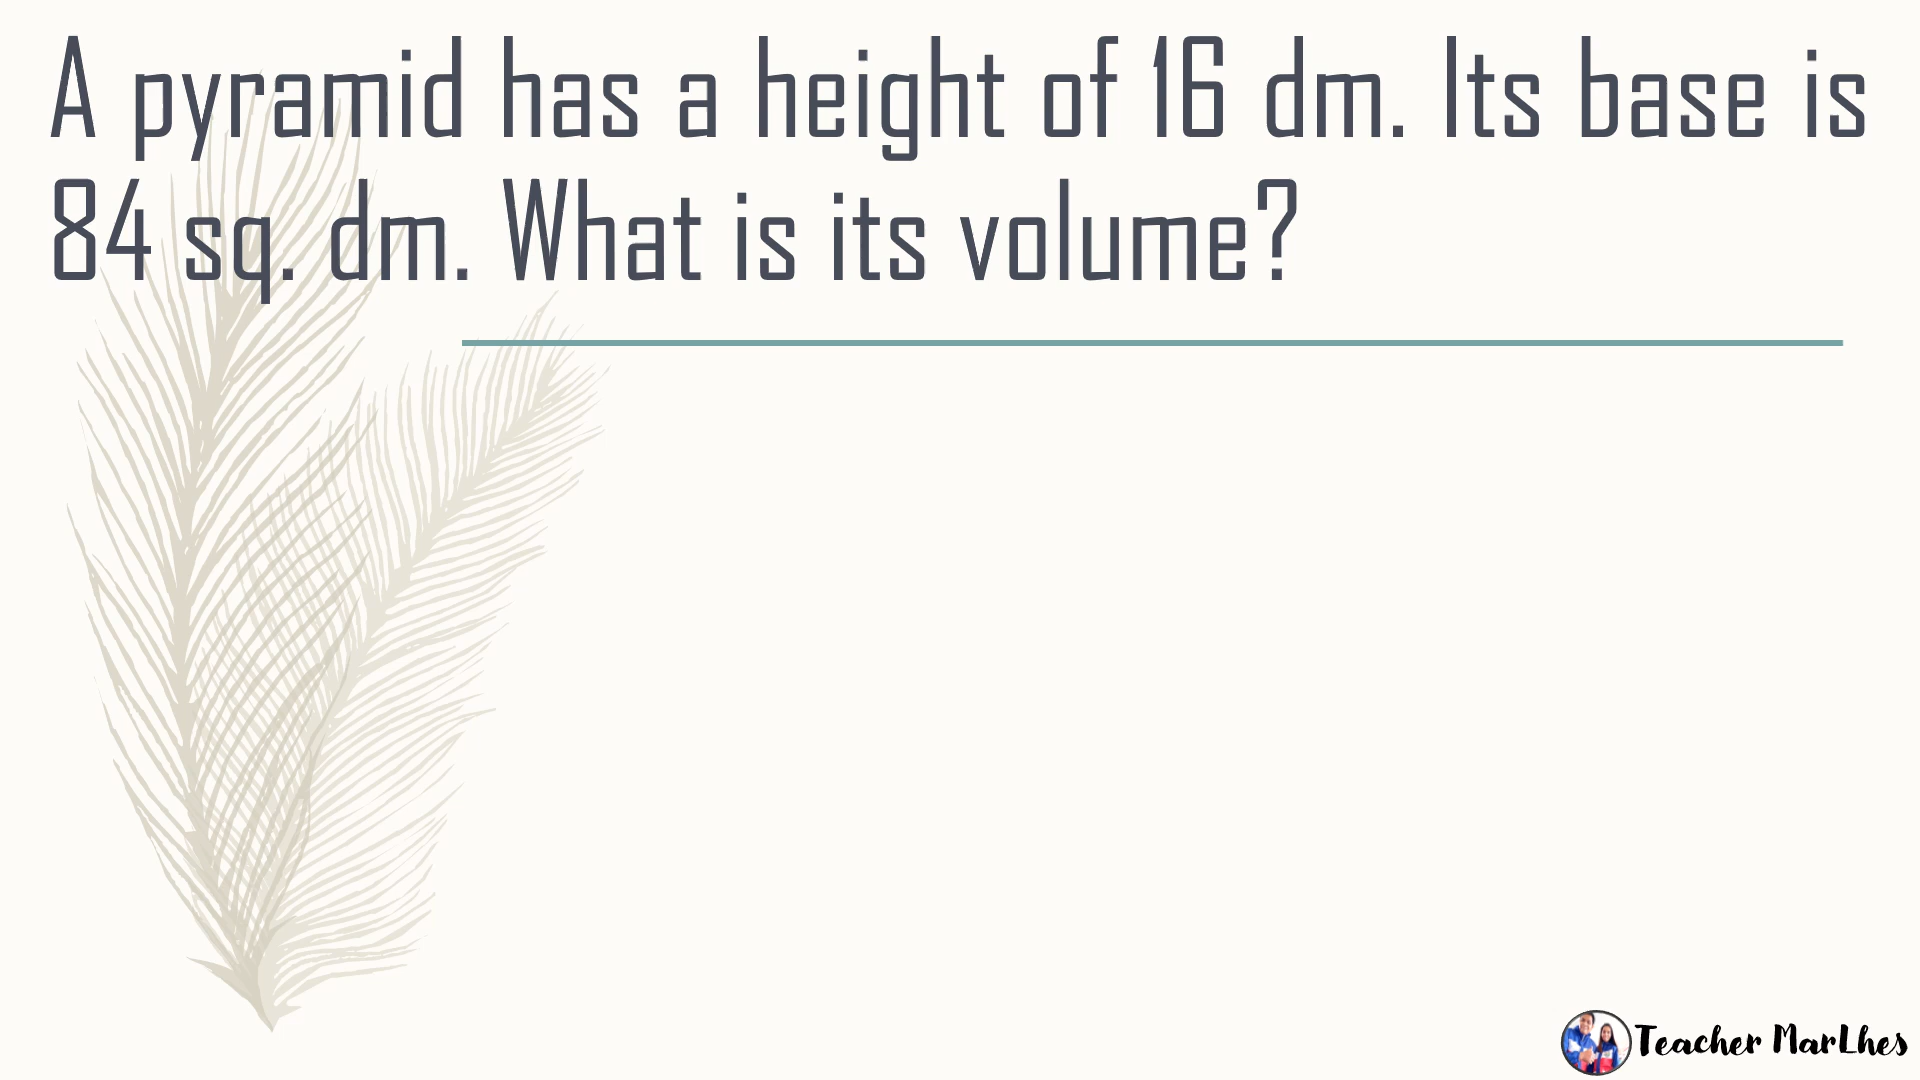 A pyramid has a height of 16 dm. Its base is
84 sq. dm. What is its volume?
Teacher MarLhes